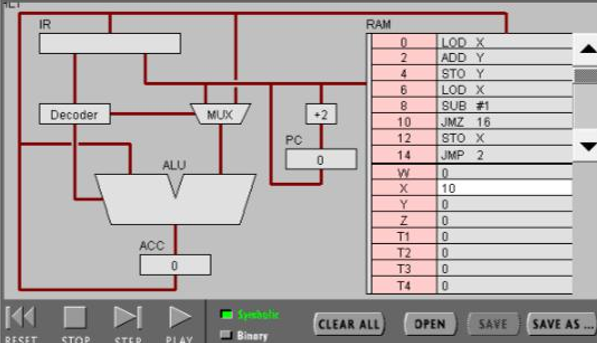 IR
RAM
0 LOD X
2 ADD Y
4 STO Y
6 LOD X
8 SUB #1
10 JMZ 16
12 STO X
14 JMP 2
Decoder
MUX
+2
PC
0
ALU
ACC
0
W 0
X 10
Y 0
Z 0
T1 0
T2 0
T3 0
T4 0
RESET STOP STEP PLAY
Symbolic
Binary
CLEAR ALL OPEN SAVE SAVE AS ...